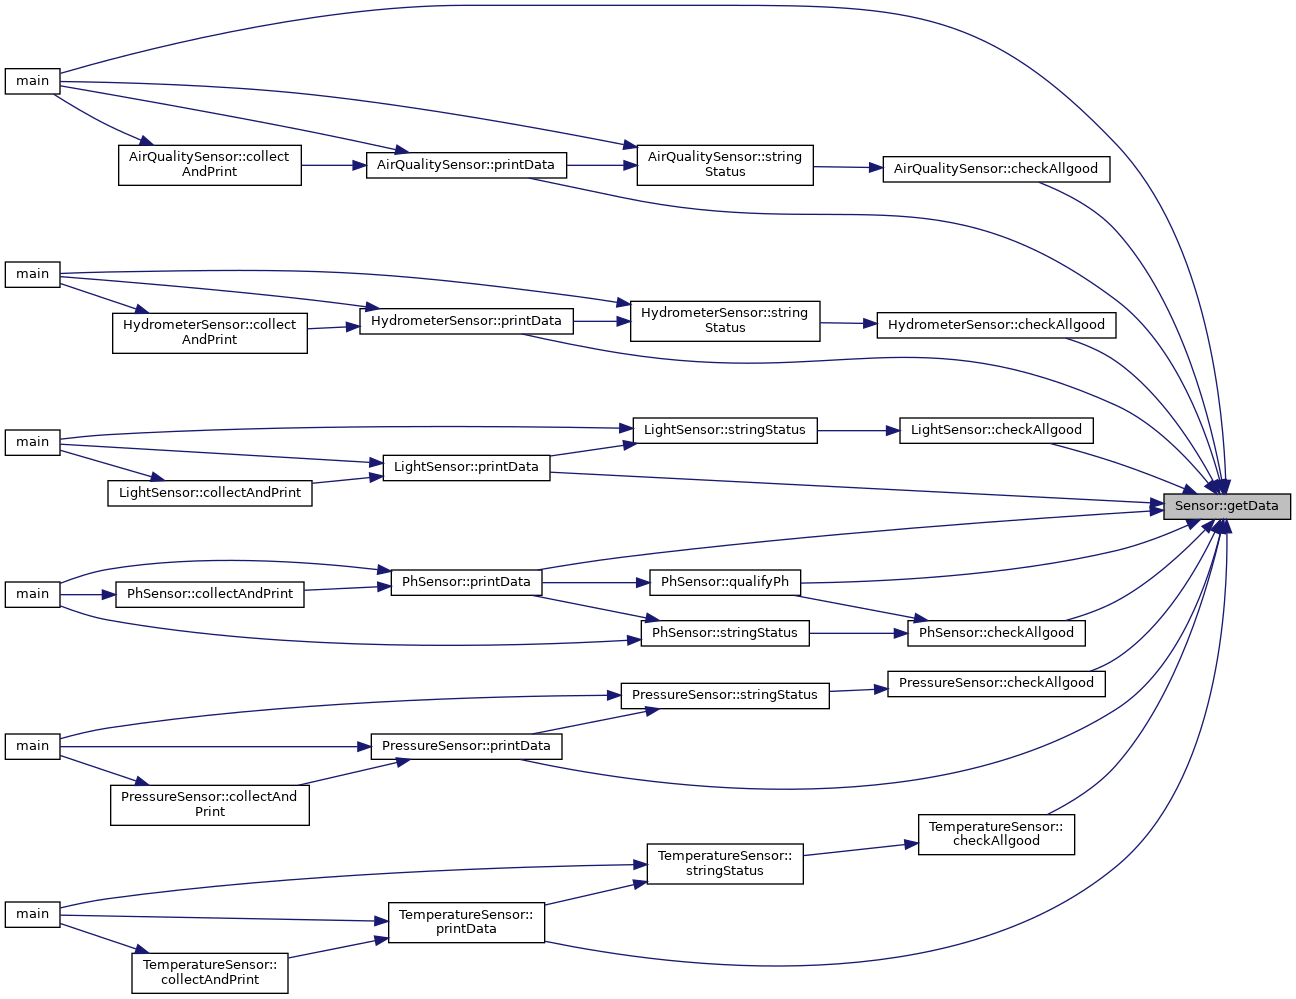 main
AirQualitySensor::collect
AndPrint
AirQualitySensor::printData
AirQualitySensor::string
Status
AirQualitySensor::checkAllgood
main
HydrometerSensor::collect
AndPrint
HydrometerSensor::printData
HydrometerSensor::string
Status
HydrometerSensor::checkAllgood
main
LightSensor::collectAndPrint
LightSensor::printData
LightSensor::stringStatus
LightSensor::checkAllgood
Sensor::getData
main
PhSensor::collectAndPrint
PhSensor::printData
PhSensor::qualifyPh
PhSensor::stringStatus
PhSensor::checkAllgood
main
PressureSensor::collectAnd
Print
PressureSensor::printData
PressureSensor::stringStatus
PressureSensor::checkAllgood
main
TemperatureSensor::
collectAndPrint
TemperatureSensor::
printData
TemperatureSensor::
stringStatus
TemperatureSensor::
checkAllgood